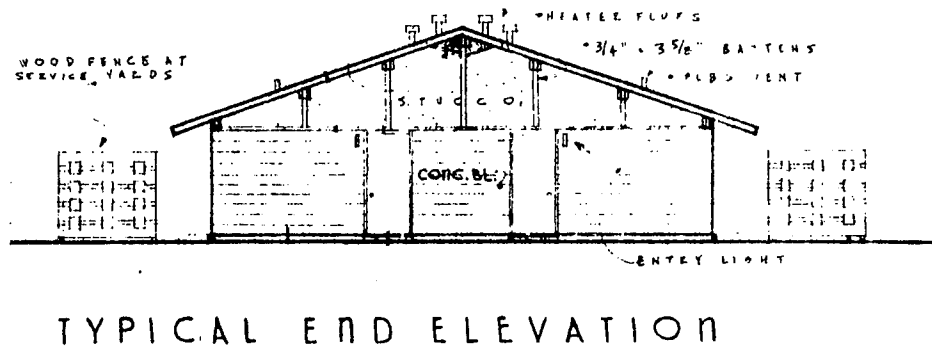 HEATER FLUES
3/4" x 3 5/8" BATTENS
PLBG VENT
WOOD FENCE AT
SERVICE YARDS
STUCCO
CONC. BL.
ENTRY LIGHT
TYPICAL END ELEVATION